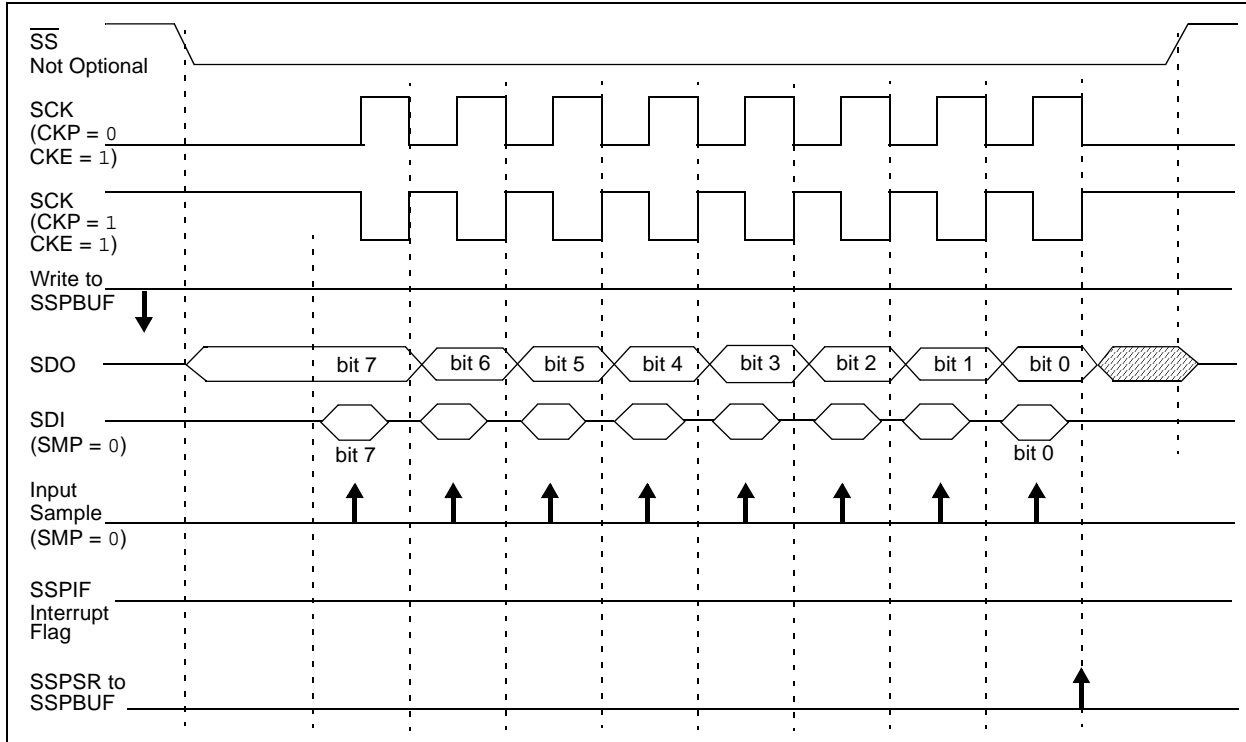 SS
Not Optional
SCK
(CKP = 0
CKE = 1)
SCK
(CKP = 1
CKE = 1)
Write to
SSPBUF
SDO
bit 7
bit 6
bit 5
bit 4
bit 3
bit 2
bit 1
bit 0
SDI
(SMP = 0)
bit 7
bit 0
Input
Sample
(SMP = 0)
SSPIF
Interrupt
Flag
SSPSR to
SSPBUF